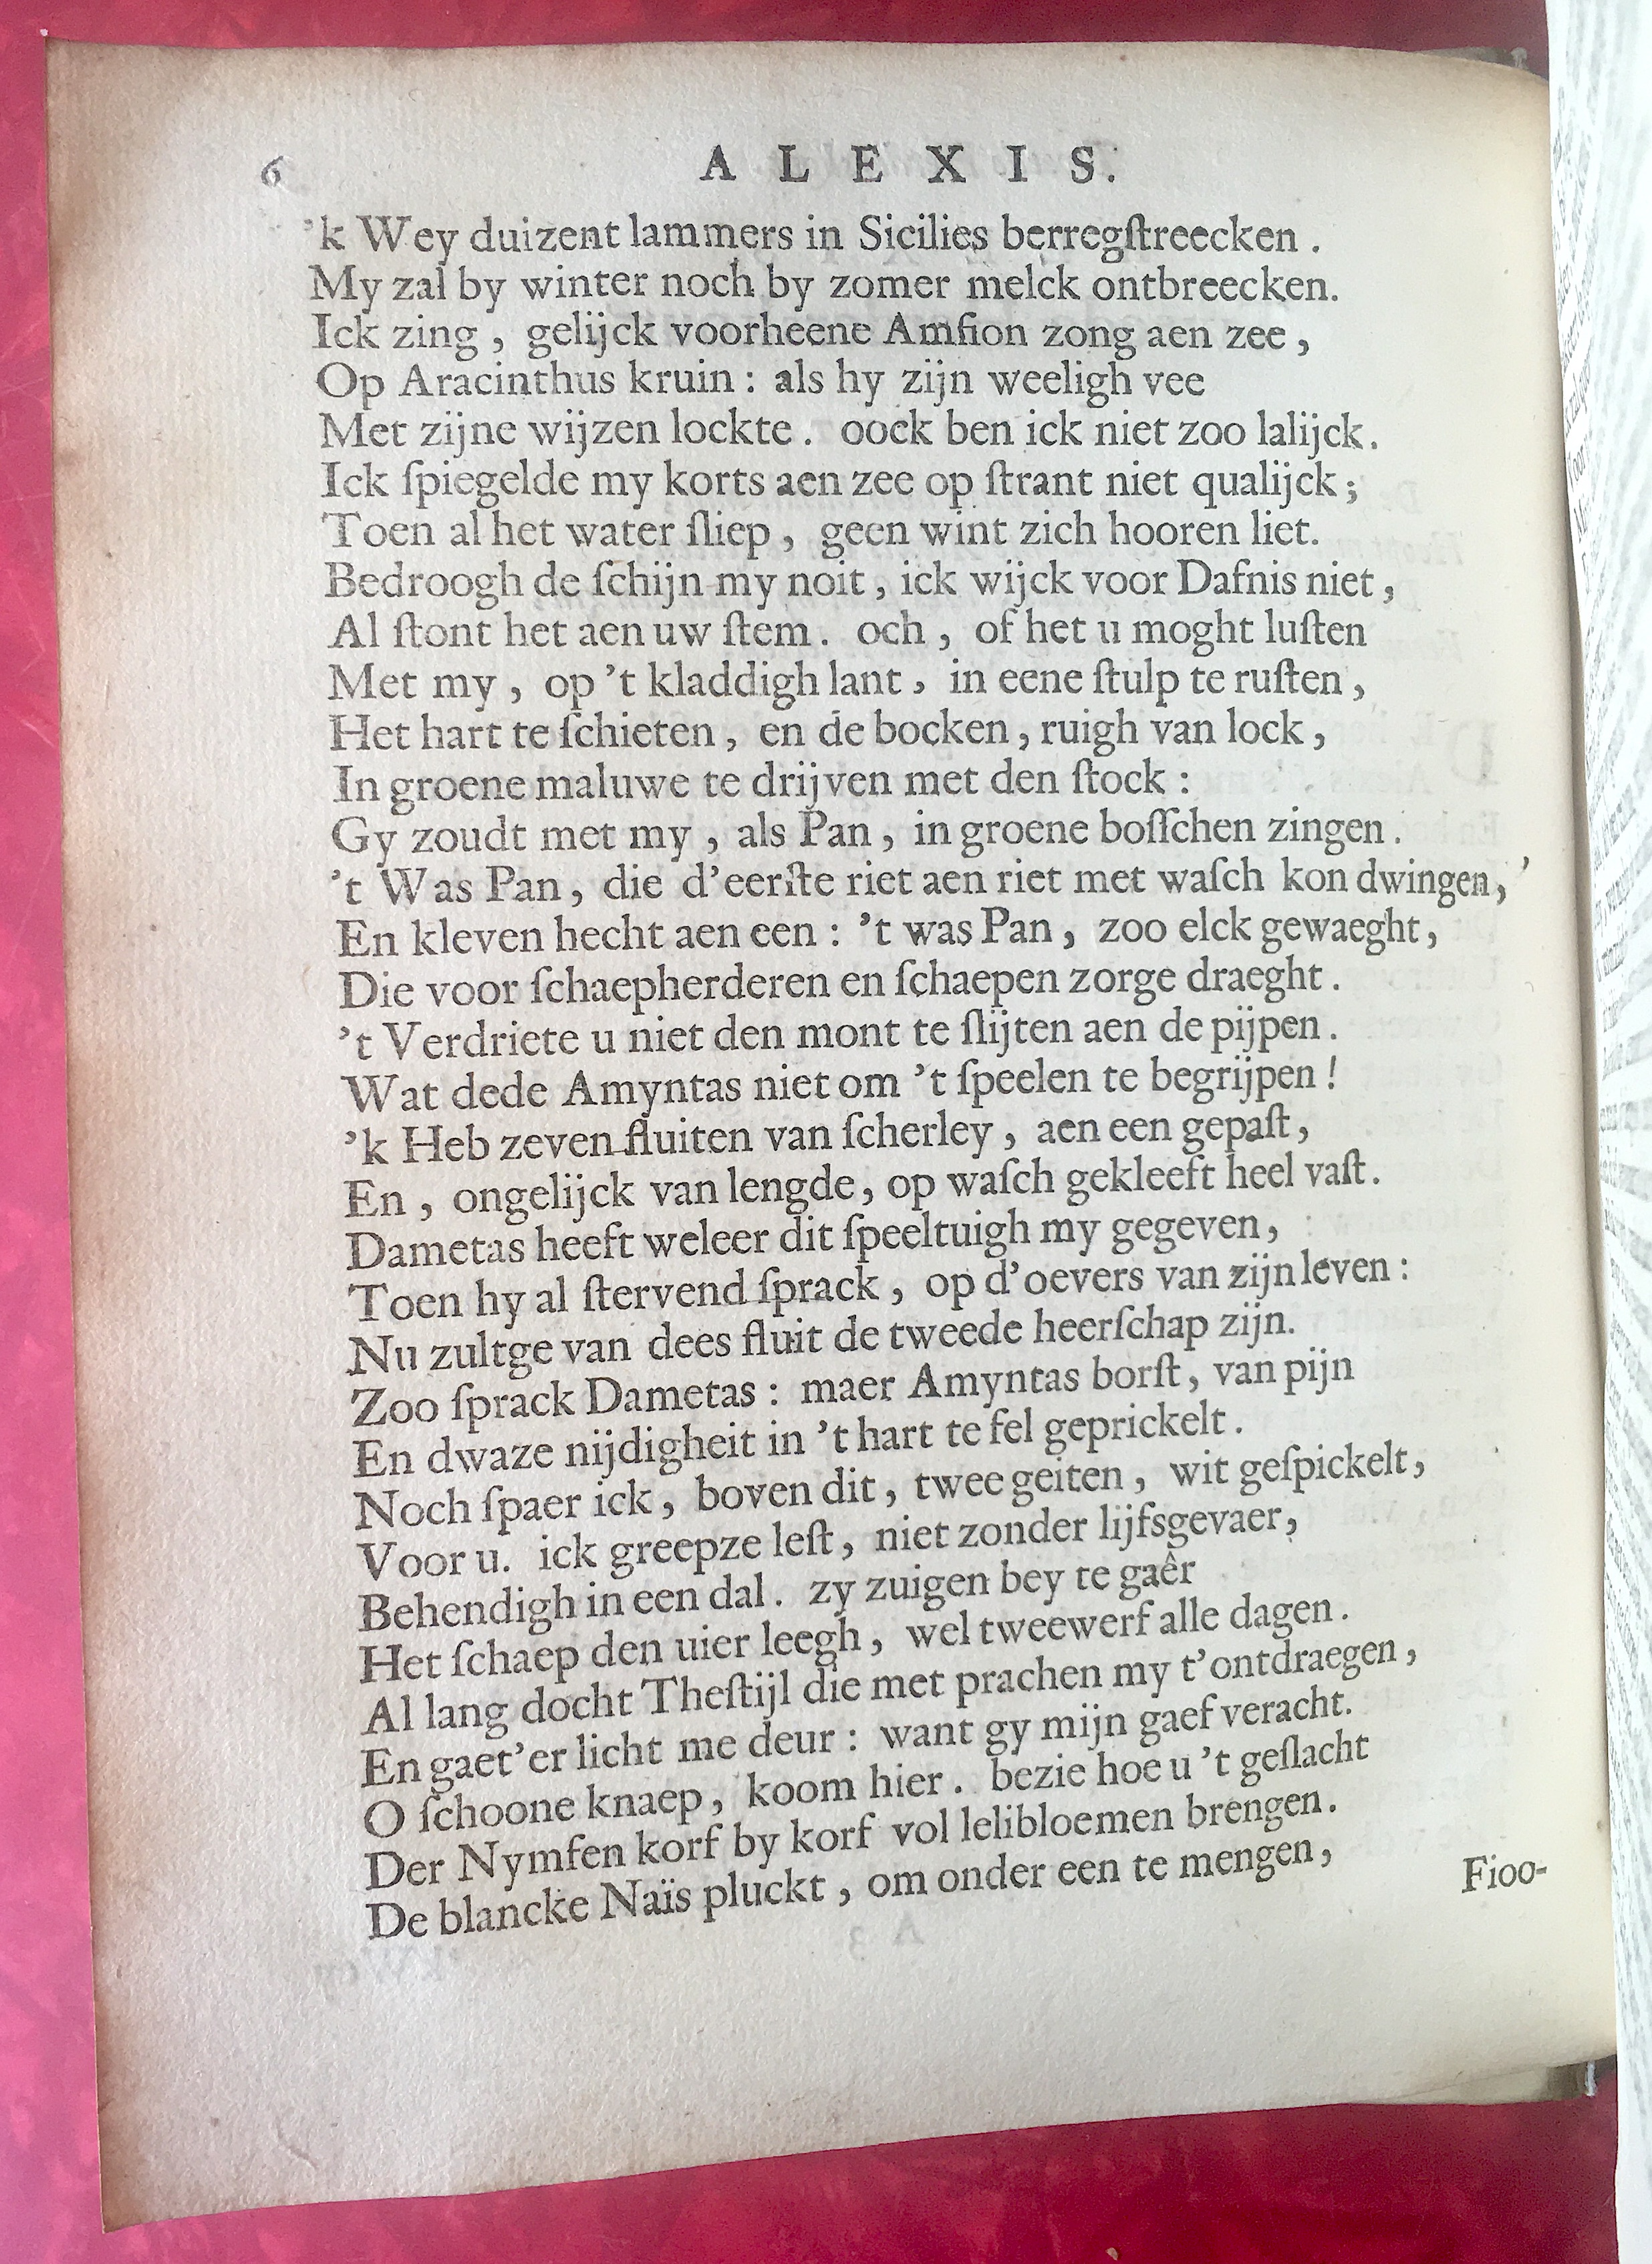 6 ALEXIS.
'k Wey duizent lammers in Sicilies berregſtreecken.
My zal by winter noch by zomer melck ontbreecken.
Ick zing, gelijck voorheene Amfion zong aen zee,
Op Aracinthus kruin: als hy zijn weeligh vee
Met zijne wijzen lockte. oock ben ick niet zoo lalijck.
Ick ſpiegelde my korts aen zee op ſtrant niet qualijck;
Toen al het water ſliep, geen wint zich hooren liet.
Bedroogh de ſchijn my noit, ick wijck voor Dafnis niet,
Al ſtont het aen uw ſtem. och, of het u moght luſten
Met my, op 't kladdigh lant, in eene ſtulp te ruſten,
Het hart te ſchieten, en de bocken, ruigh van lock,
In groene maluwe te drijven met den ſtock:
Gy zoudt met my, als Pan, in groene boſſchen zingen.
't Was Pan, die d'eerſte riet aen riet met waſch kon dwingen,
En kleven hecht aen een: 't was Pan, zoo elck gewaeght,
Die voor ſchaepherderen en ſchaepen zorge draeght.
't Verdriete u niet den mont te ſlijten aen de pijpen.
Wat dede Amyntas niet om 't ſpeelen te begrijpen!
'k Heb zeven fluiten van ſcherley, aen een gepaſt,
En, ongelijck van lengde, op waſch gekleeft heel vaſt.
Dametas heeft weleer dit ſpeeltuigh my gegeven,
Toen hy al ſtervend ſprack, op d'oevers van zijn leven:
Nu zultge van dees fluit de tweede heerſchap zijn.
Zoo ſprack Dametas: maer Amyntas borſt, van pijn
En dwaze nijdigheit in 't hart te fel geprickelt.
Noch ſpaer ick, boven dit, twee geiten, wit geſpickelt,
Voor u. ick greepze leſt, niet zonder lijfsgevaer,
Behendigh in een dal. zy zuigen bey te gaêr
Het ſchaep den uier leegh, wel tweewerf alle dagen.
Al lang docht Theſtijl die met prachen my t'ontdraegen,
En gaet'er licht me deur: want gy mijn gaef veracht.
O ſchoone knaep, koom hier. bezie hoe u 't geſlacht
Der Nymfen korf by korf vol lelibloemen brengen.
De blancke Naïs pluckt, om onder een te mengen,
Fioo-